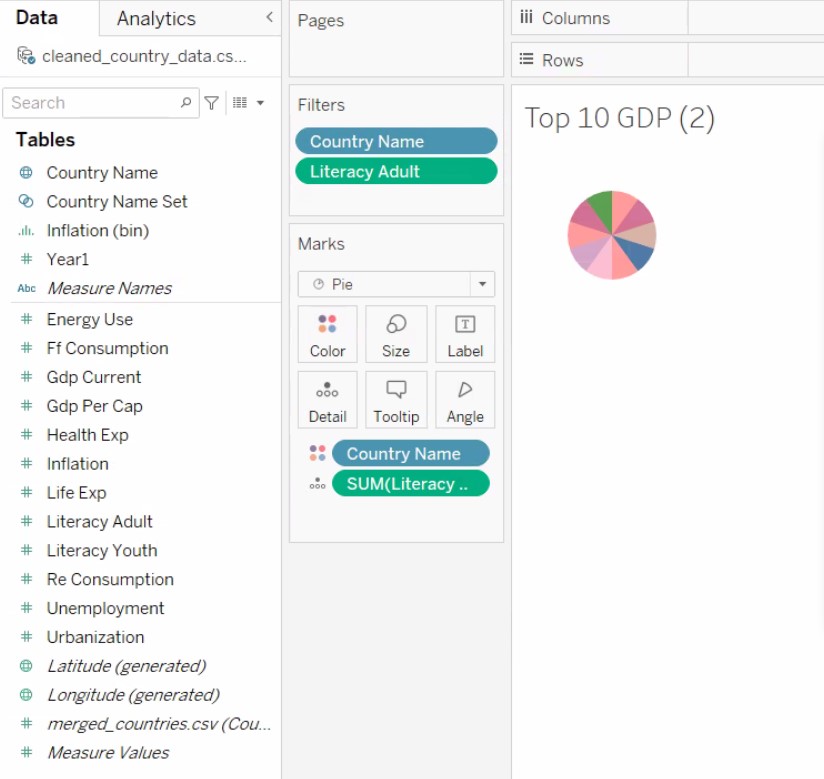 Data
Analytics
cleaned_country_data.cs...
Search
Tables
Country Name
Country Name Set
Inflation (bin)
Year1
Abc Measure Names
Energy Use
Ff Consumption
Gdp Current
Gdp Per Cap
Health Exp
Inflation
Life Exp
Literacy Adult
Literacy Youth
Re Consumption
Unemployment
Urbanization
Latitude (generated)
Longitude (generated)
merged_countries.csv (Cou...
Measure Values
Pages
Filters
Country Name
Literacy Adult
Marks
Pie
Color Size Label
Detail Tooltip Angle
Country Name
SUM(Literacy ..
Columns
Rows
Top 10 GDP (2)